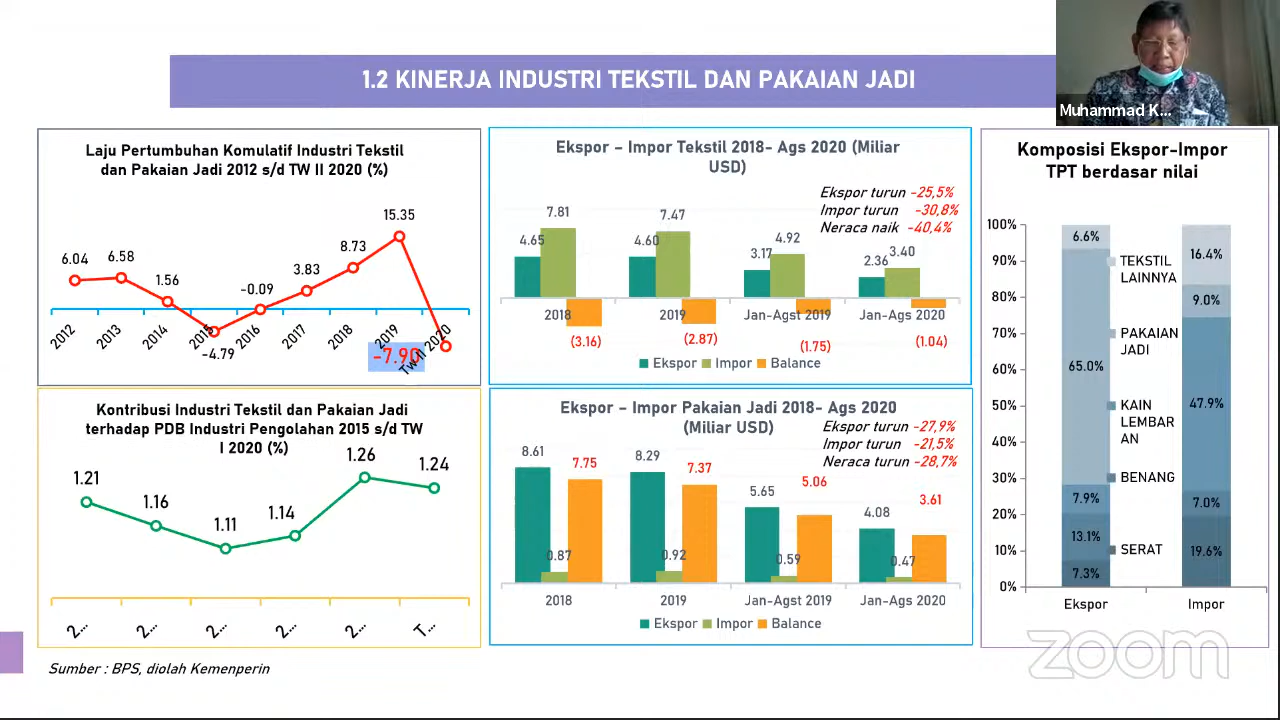 1.2 KINERJA INDUSTRI TEKSTIL DAN PAKAIAN JADI
Muhammad K...
Laju Pertumbuhan Komulatif Industri Tekstil
dan Pakaian Jadi 2012 s/d TW II 2020 (%)
6.04
6.58
1.56
-4.79
-0.09
3.83
8.73
15.35
-7.90
2012
2013
2014
2015
2016
2017
2018
2019
Tw II 2020
Ekspor – Impor Tekstil 2018- Ags 2020 (Miliar
USD)
Ekspor turun -25,5%
Impor turun -30,8%
Neraca naik -40,4%
4.65
7.81
4.60
7.47
3.17
4.92
2.36
3.40
2018
2019
Jan-Agst 2019
Jan-Ags 2020
(3.16)
(2.87)
(1.75)
(1.04)
Ekspor
Impor
Balance
Kontribusi Industri Tekstil dan Pakaian Jadi
terhadap PDB Industri Pengolahan 2015 s/d TW
I 2020 (%)
1.21
1.16
1.11
1.14
1.26
1.24
2...
2...
2...
2...
2...
T...
Ekspor – Impor Pakaian Jadi 2018- Ags 2020
(Miliar USD)
Ekspor turun -27,9%
Impor turun -21,5%
Neraca turun -28,7%
8.61
0.87
7.75
8.29
0.92
7.37
5.65
0.59
5.06
4.08
0.47
3.61
2018
2019
Jan-Agst 2019
Jan-Ags 2020
Ekspor
Impor
Balance
Komposisi Ekspor-Impor
TPT berdasar nilai
100%
90%
80%
70%
60%
50%
40%
30%
20%
10%
0%
6.6%
65.0%
7.9%
13.1%
7.3%
TEKSTIL
LAINNYA
PAKAIAN
JADI
KAIN
LEMBAR
AN
BENANG
SERAT
16.4%
9.0%
47.9%
7.0%
19.6%
Ekspor
Impor
Sumber : BPS, diolah Kemenperin
zoom